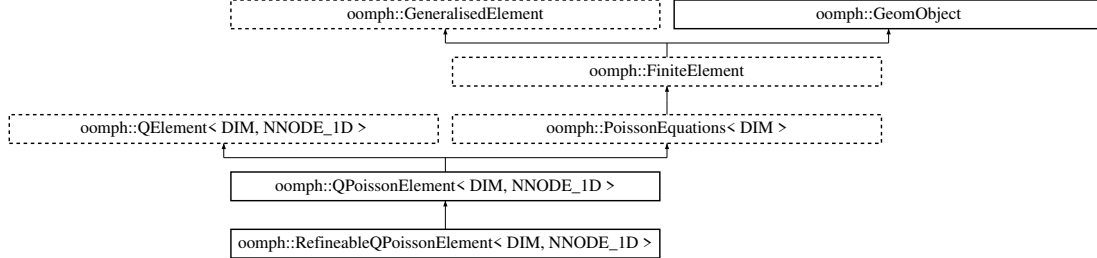 oomph::GeneralisedElement
oomph::GeomObject
oomph::FiniteElement
oomph::QElement< DIM, NNODE_1D >
oomph::PoissonEquations< DIM >
oomph::QPoissonElement< DIM, NNODE_1D >
oomph::RefineableQPoissonElement< DIM, NNODE_1D >